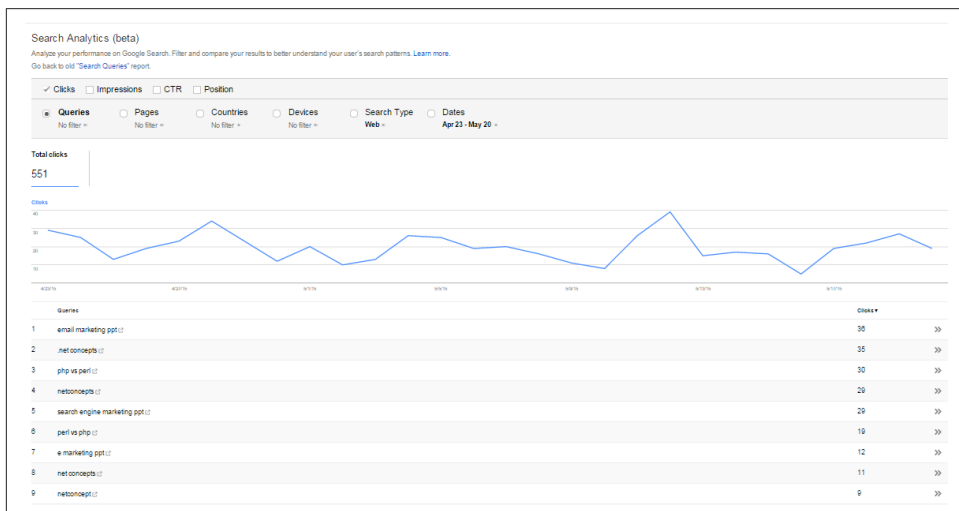 Search Analytics (beta)
Analyze your performance on Google Search. Filter and compare your results to better understand your user's search patterns. Learn more.
Go back to old "Search Queries" report.
Clicks Impressions CTR Position
Queries Pages Countries Devices Search Type Dates
No filter No filter No filter No filter Web Apr 23 - May 20
Total clicks
551
Clicks
40
30
20
10
Queries Clicks
1 email marketing ppt 36
2 .net concepts 35
3 php vs perl 30
4 netconcepts 29
5 search engine marketing ppt 29
6 perl vs php 19
7 e marketing ppt 12
8 net concepts 11
9 netconcept 9